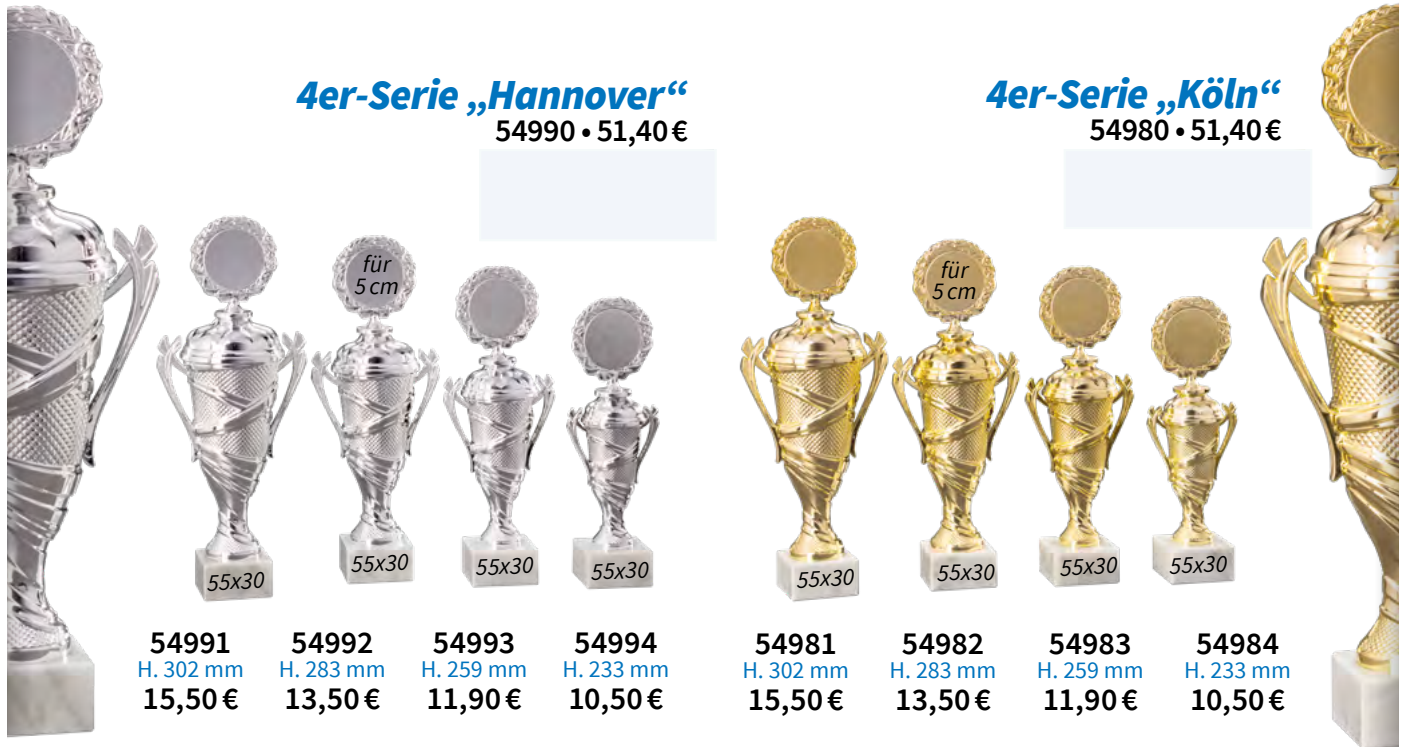 4er-Serie „Hannover“
54990 • 51,40 €
4er-Serie „Köln“
54980 • 51,40 €
für
5 cm
für
5 cm
55x30
55x30
55x30
55x30
55x30
55x30
55x30
55x30
54991
H. 302 mm
15,50 €
54992
H. 283 mm
13,50 €
54993
H. 259 mm
11,90 €
54994
H. 233 mm
10,50 €
54981
H. 302 mm
15,50 €
54982
H. 283 mm
13,50 €
54983
H. 259 mm
11,90 €
54984
H. 233 mm
10,50 €